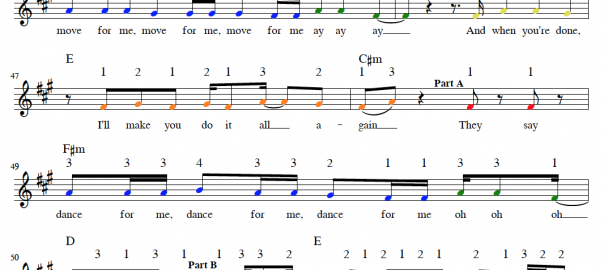 move for me, move for me, move for me ay ay ay And when you're done,
E C♯m
47 1 2 1 2 1 3 2 1 3 Part A 1 1
I'll make you do it all a - gain They say
F♯m
3 3 3 4 3 3 2 1 1 3 3 1
49
dance for me, dance for me, dance for me oh oh oh
D E
50 3 1 3 1 1 3 3 2 2 1 2 1 2 1 2 1 3 2
Part B